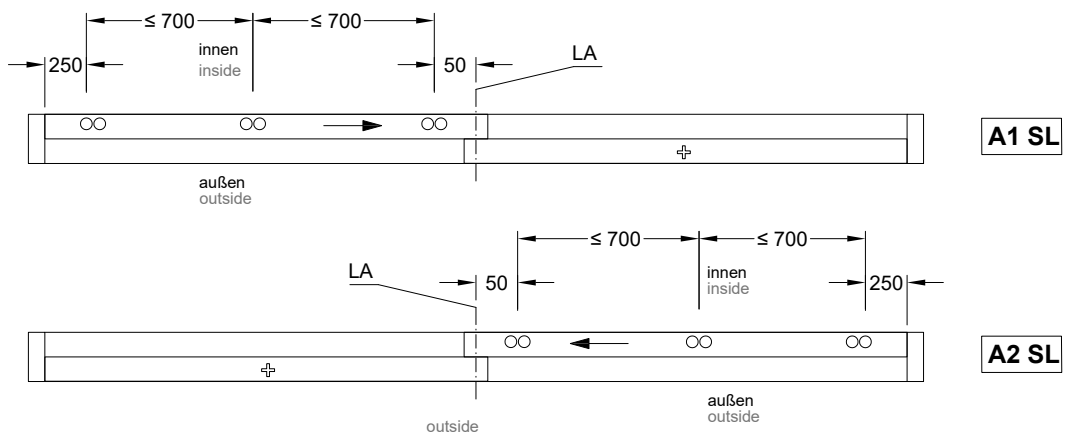 ≤ 700 ≤ 700
innen
inside
250
50
LA
A1 SL
außen
outside
≤ 700 ≤ 700
LA
50
innen
inside
250
A2 SL
außen
outside
outside